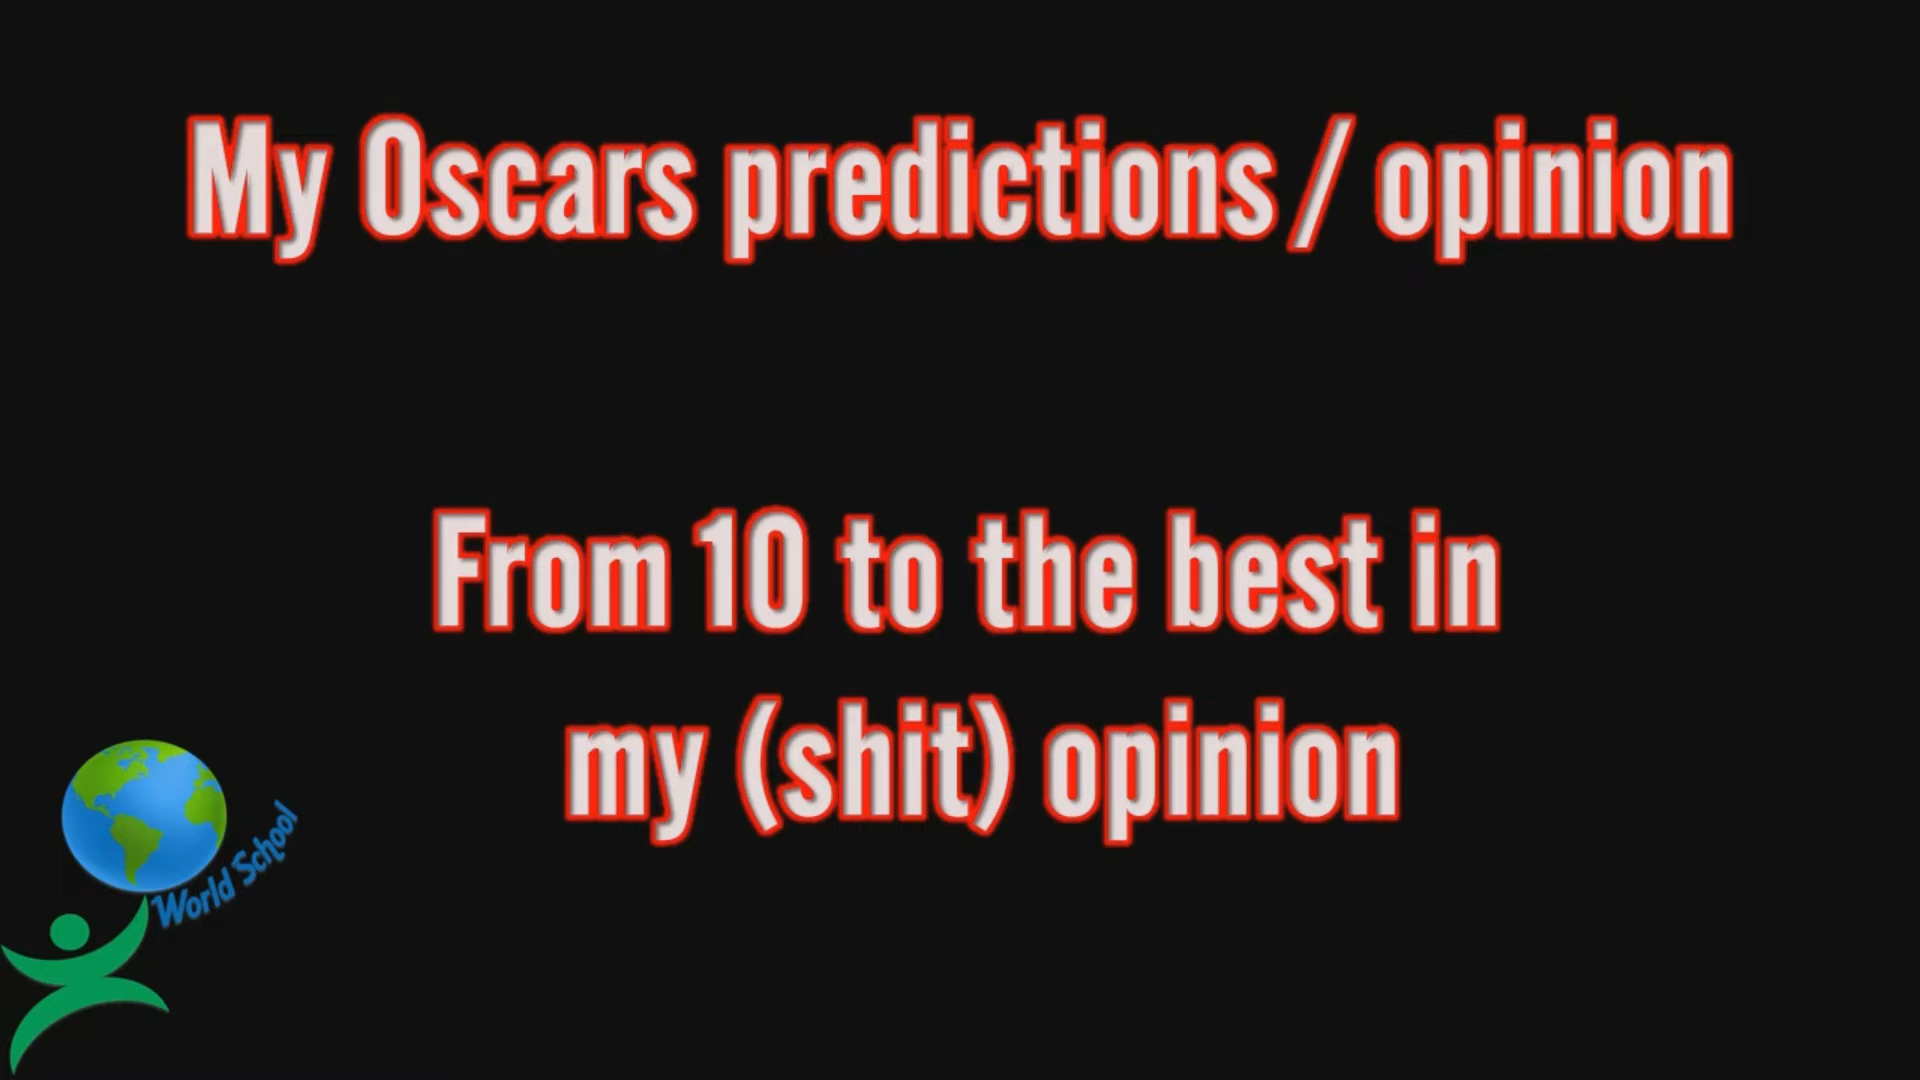 My Oscars predictions / opinion
From 10 to the best in
my (shit) opinion
World School